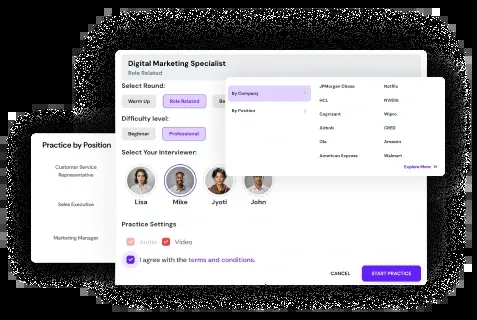 Digital Marketing Specialist
Role Related
Select Round:
Warm Up
Role Related
Be
Difficulty level:
Beginner
Professional
Select Your Interviewer:
Lisa
Mike
Jyoti
John
Practice Settings
Audio
Video
I agree with the terms and conditions.
CANCEL
START PRACTICE
By Company
By Position
JPMorgan Chase
Netflix
HCL
NVIDIA
Cognizant
Wipro
Airbnb
CRED
Ola
Amazon
American Express
Walmart
Explore More
Practice by Position
Customer Service
Representative
Sales Executive
Marketing Manager